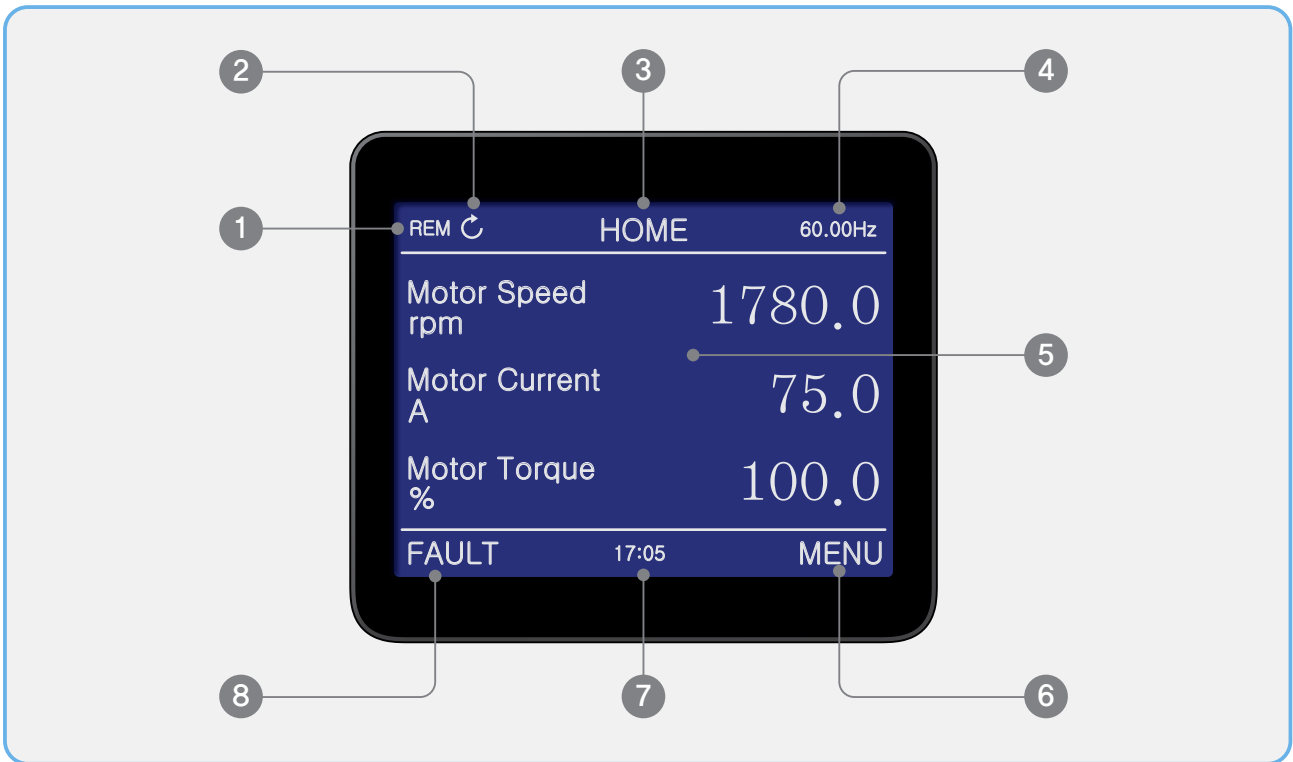 2
3
4
1
REM
HOME
60.00Hz
Motor Speed
rpm
1780.0
5
Motor Current
A
75.0
Motor Torque
%
100.0
FAULT
17:05
MENU
8
7
6